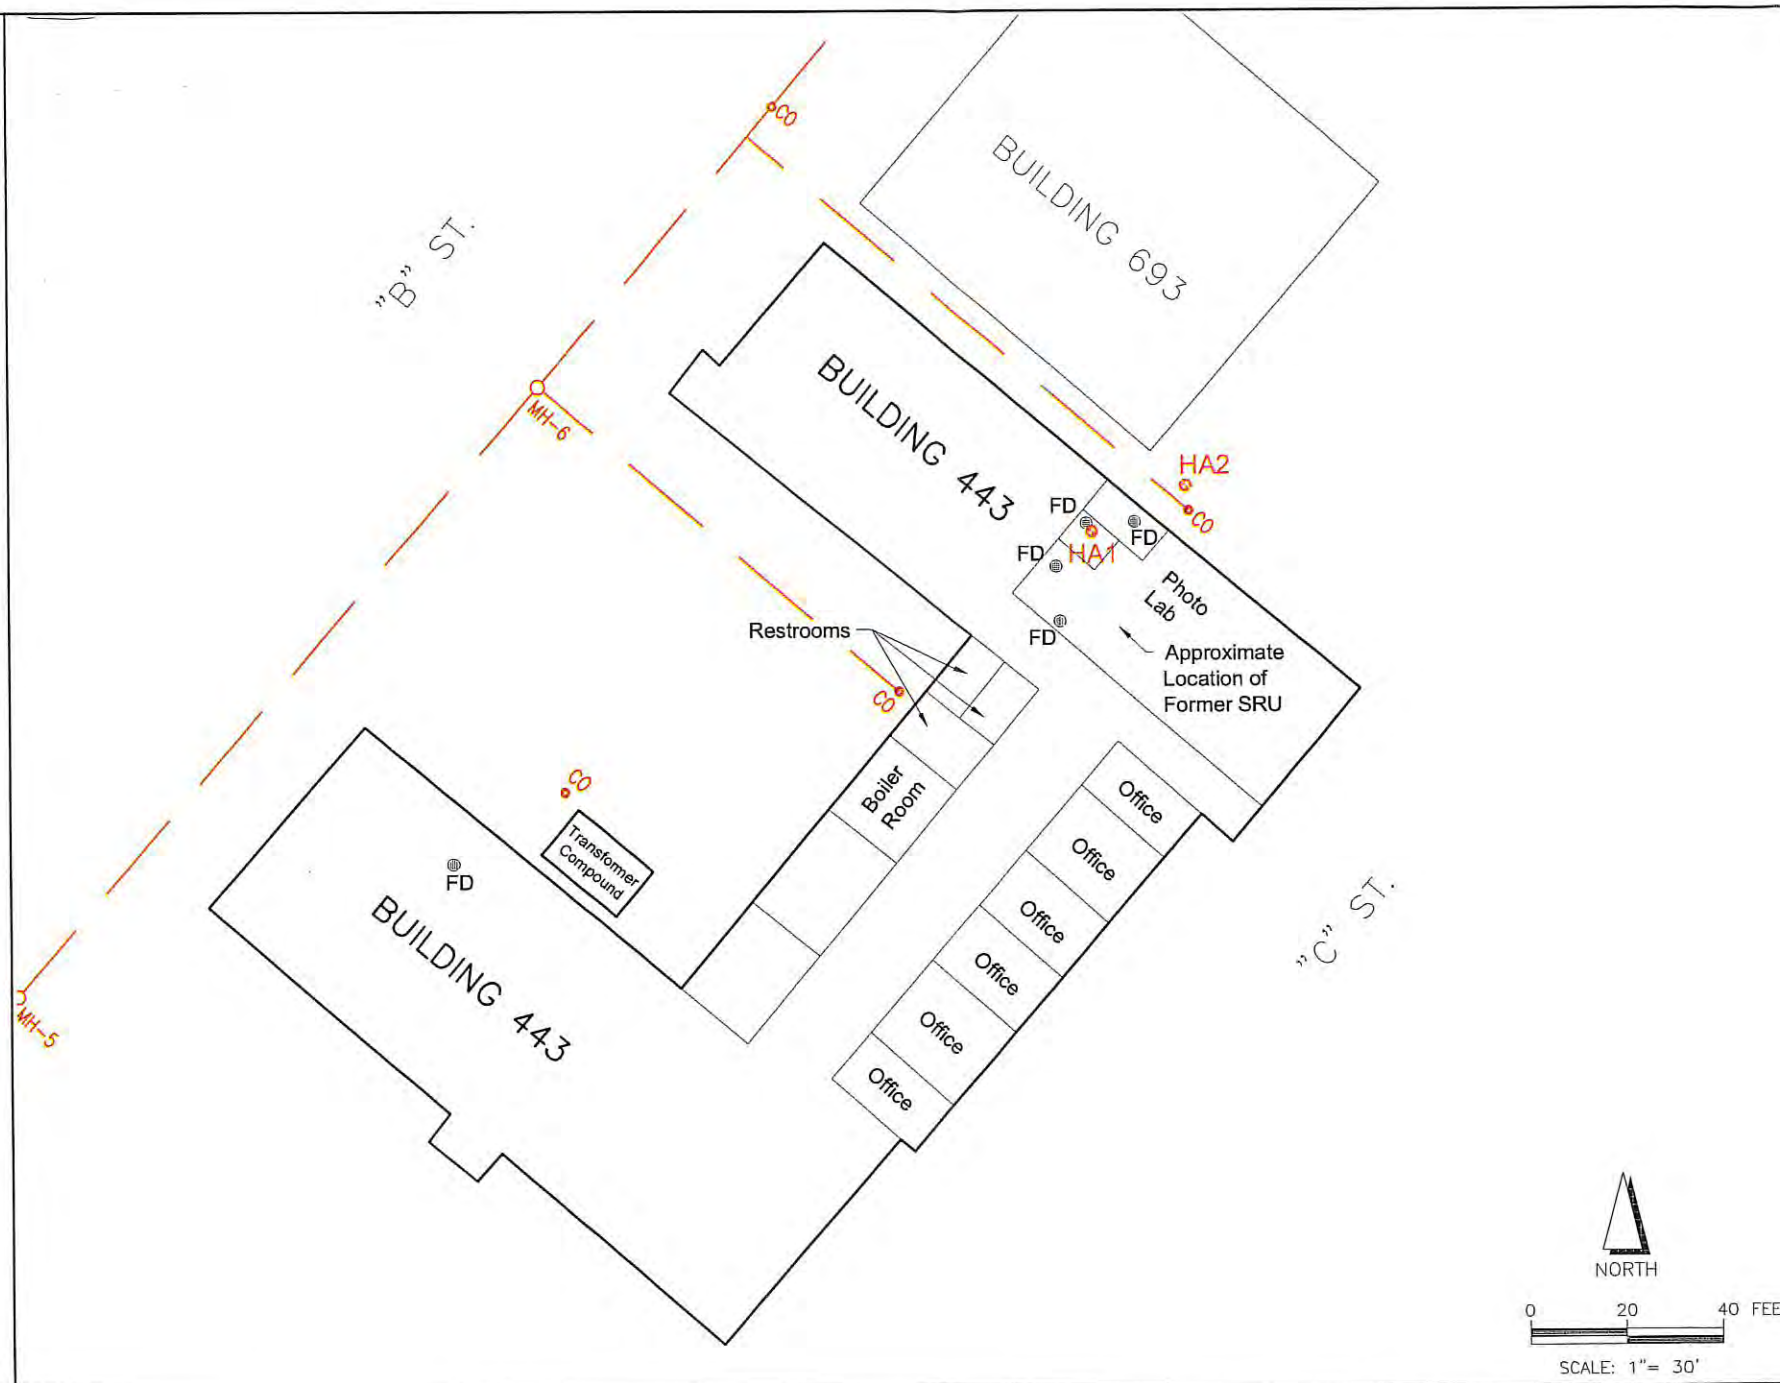 CO
"B" ST.
BUILDING 693
MH-6
BUILDING 443
HA2
CO
FD
FD
HA1
FD
Photo
Lab
FD
Restrooms
Approximate
Location of
Former SRU
CO
CO
Boiler
Room
Transformer
Compound
FD
BUILDING 443
Office
Office
Office
Office
Office
Office
"C" ST.
MH-5
NORTH
0 20 40 FEE
SCALE: 1"= 30'